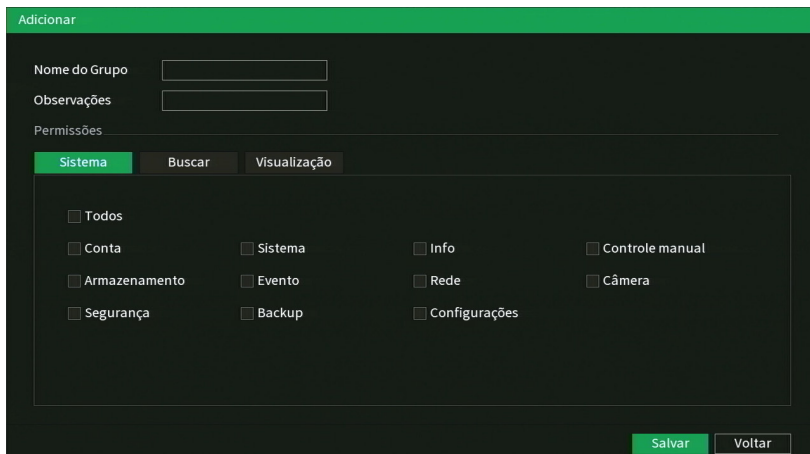 Adicionar
Nome do Grupo
Observações
Permissões
Sistema Buscar Visualização
Todos
Conta Sistema Info Controle manual
Armazenamento Evento Rede Câmera
Segurança Backup Configurações
Salvar Voltar